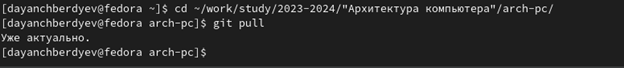 [dayanchberdyev@fedora ~]$ cd ~/work/study/2023-2024/"Архитектура компьютера"/arch-pc/
[dayanchberdyev@fedora arch-pc]$ git pull
Уже актуально.
[dayanchberdyev@fedora arch-pc]$